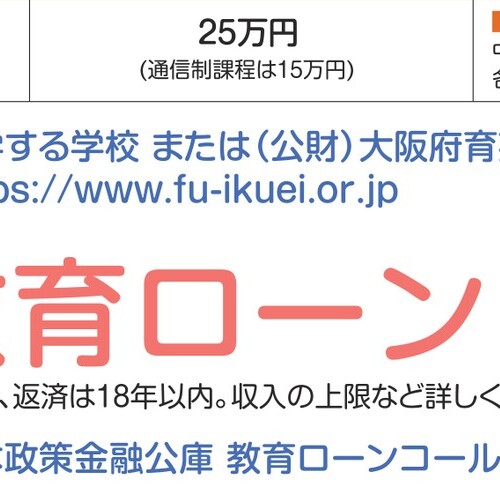 25万円
(通信制課程は15万円)
する学校 または(公財)大阪府育
ps://www.fu-ikuei.or.jp
育ローン
、返済は18年以内。収入の上限など詳しく
政策金融公庫 教育ローンコール